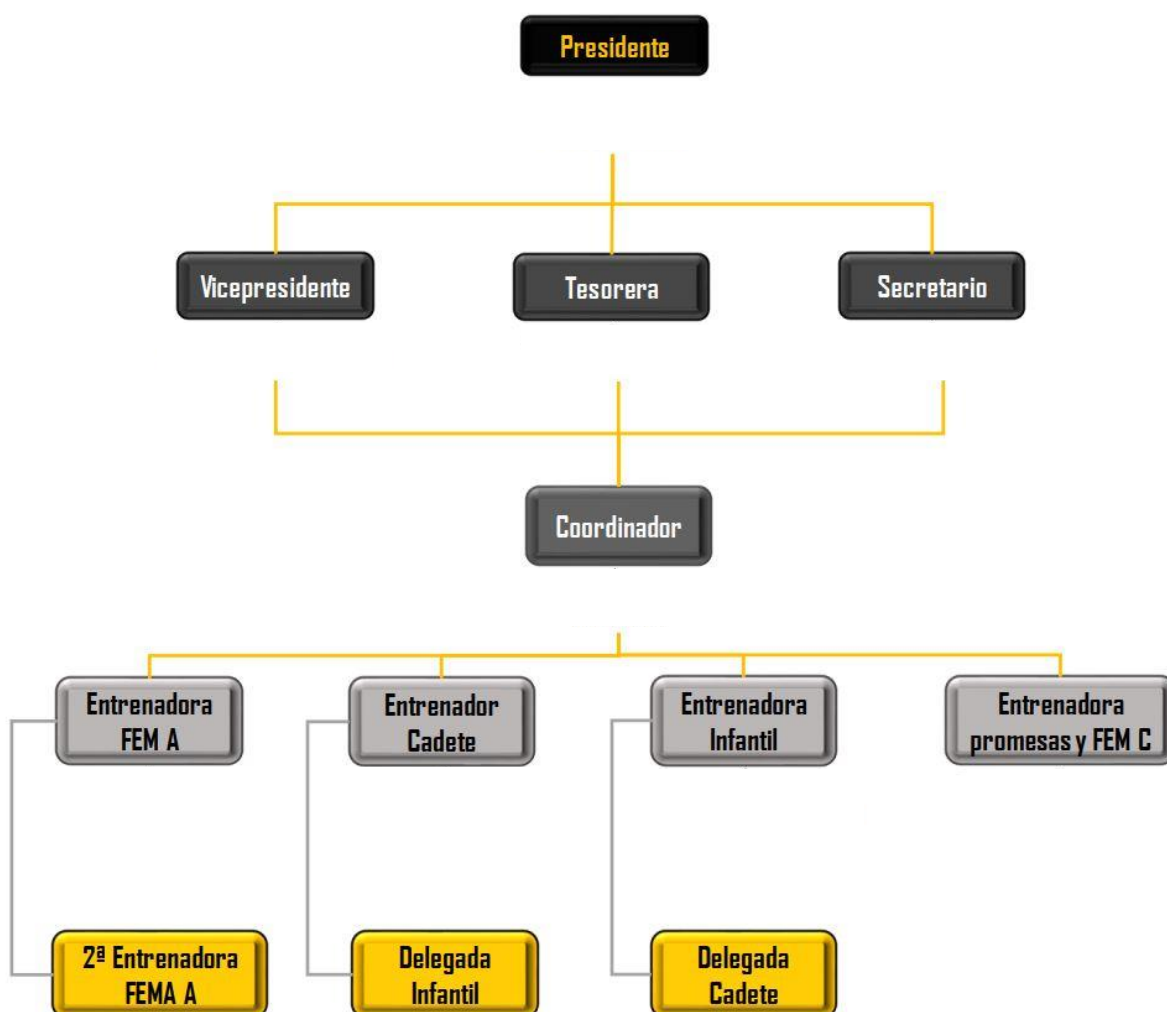 Presidente
Vicepresidente
Tesorera
Secretario
Coordinador
Entrenadora
FEM A
Entrenador
Cadete
Entrenadora
Infantil
Entrenadora
promesas y FEM C
2ª Entrenadora
FEMA A
Delegada
Infantil
Delegada
Cadete